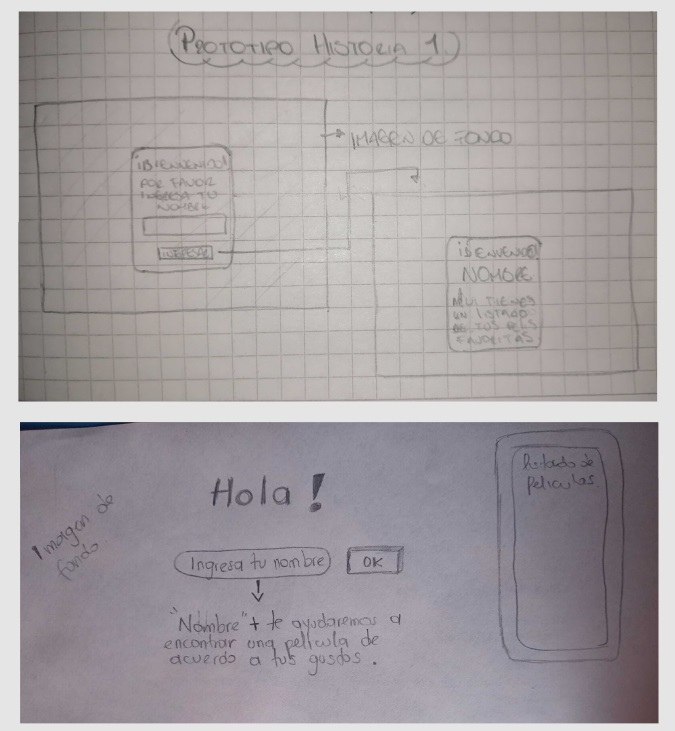 PROTOTIPO HISTORIA 1
¡BIENVENIDO!
POR FAVOR
INGRESA TU
NOMBRE
INGRESAR
IMAGEN DE FONDO
¡BIENVENIDO!
NOMBRE
AQUI TIENES
UN LISTADO
DE TUS PELIS
FAVORITAS
Imagen de
fondo.
Hola !
Ingresa tu nombre
OK
"Nombre" + te ayudaremos a
encontrar una película de
acuerdo a tus gustos .
listado de
películas